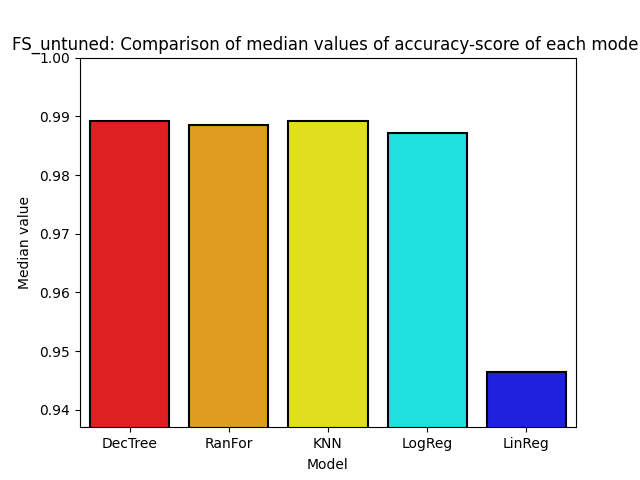 FS_untuned: Comparison of median values of accuracy-score of each mode
1.00
0.99
0.98
0.97
0.96
0.95
0.94
Median value
DecTree RanFor KNN LogReg LinReg
Model